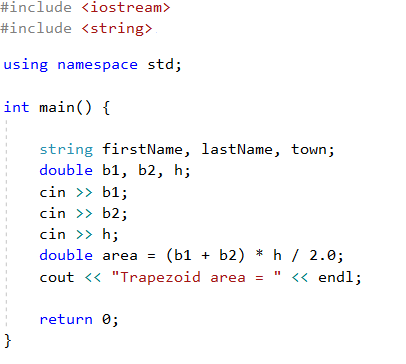 #include <iostream>
#include <string>
using namespace std;
int main() {
string firstName, lastName, town;
double b1, b2, h;
cin >> b1;
cin >> b2;
cin >> h;
double area = (b1 + b2) * h / 2.0;
cout << "Trapezoid area = " << endl;
return 0;
}